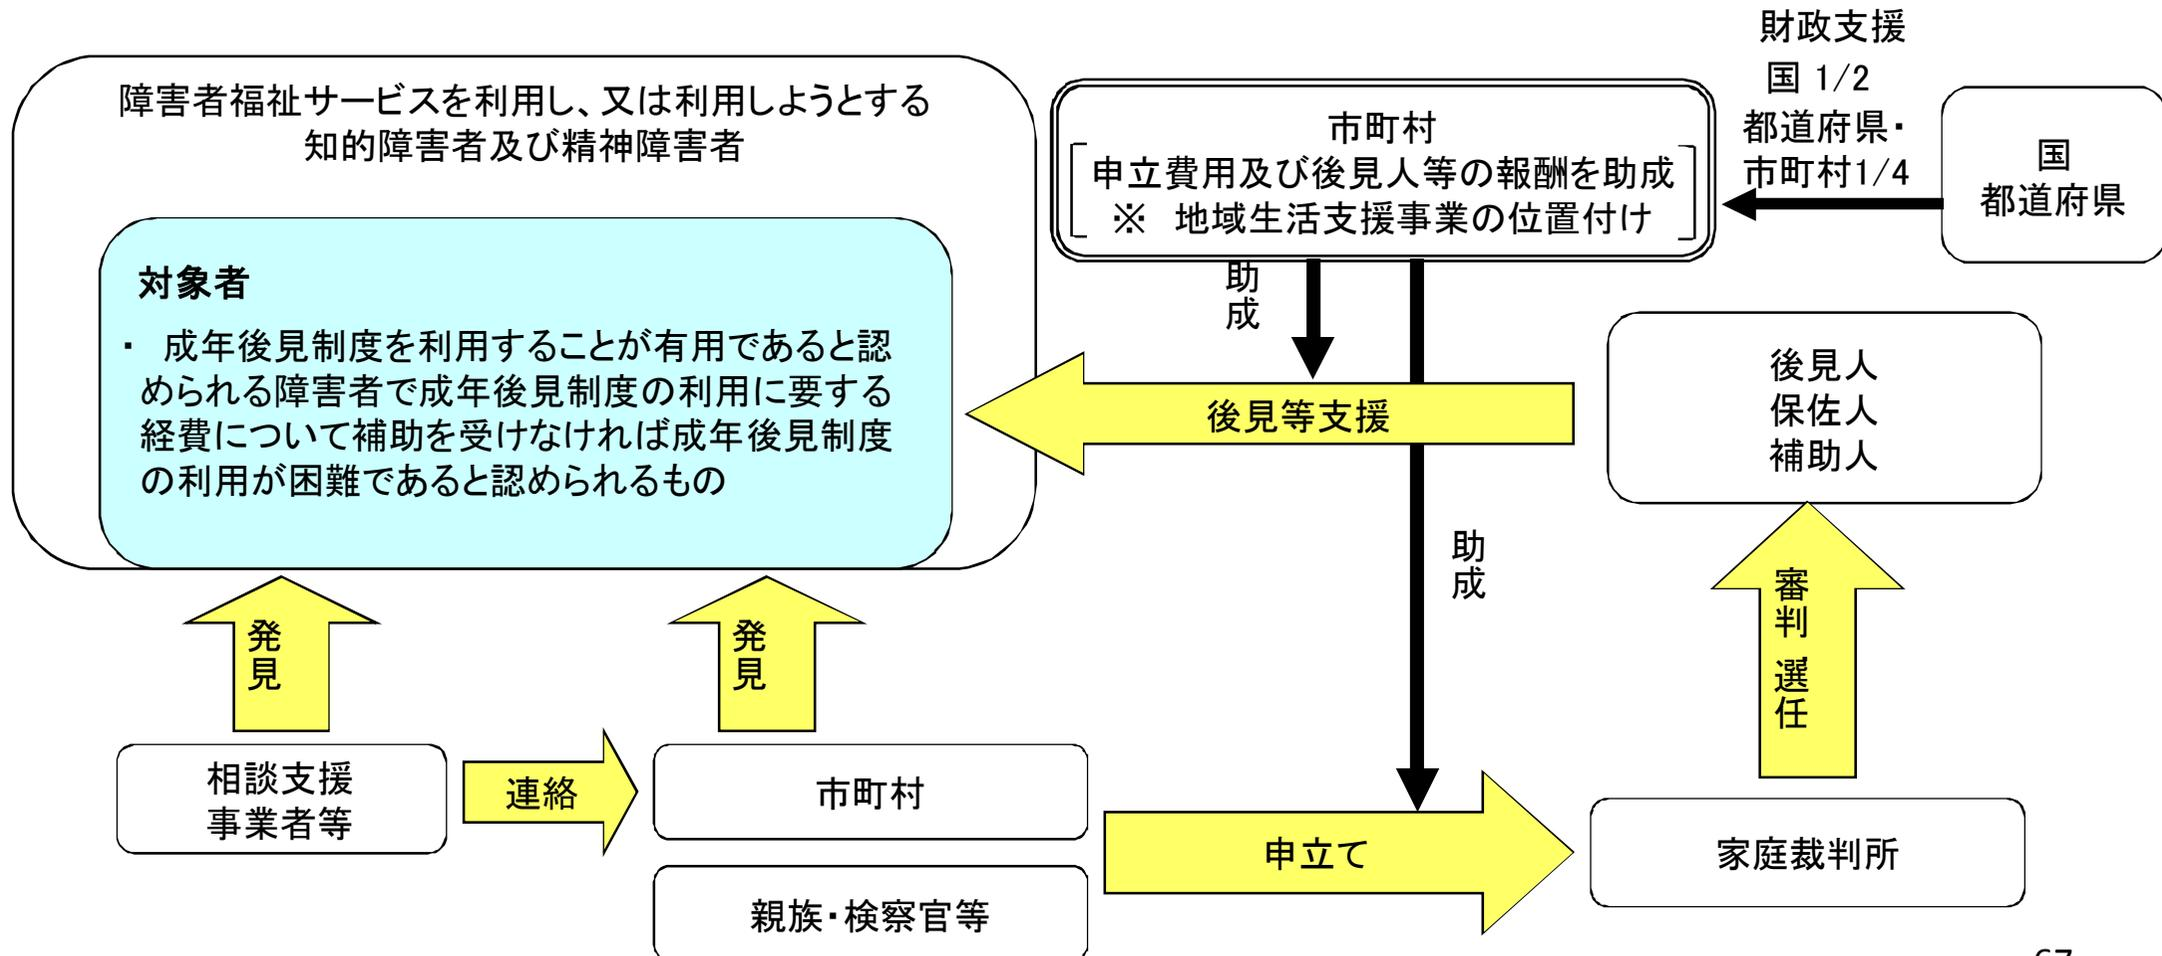 障害者福祉サービスを利用し、又は利用しようとする
知的障害者及び精神障害者
対象者
・ 成年後見制度を利用することが有用であると認
められる障害者で成年後見制度の利用に要する
経費について補助を受けなければ成年後見制度
の利用が困難であると認められるもの
市町村
申立費用及び後見人等の報酬を助成
※ 地域生活支援事業の位置付け
財政支援
国 1/2
都道府県・
市町村1/4
国
都道府県
助成
後見等支援
後見人
保佐人
補助人
助成
審判 選任
発見
発見
相談支援
事業者等
連絡
市町村
親族・検察官等
申立て
家庭裁判所